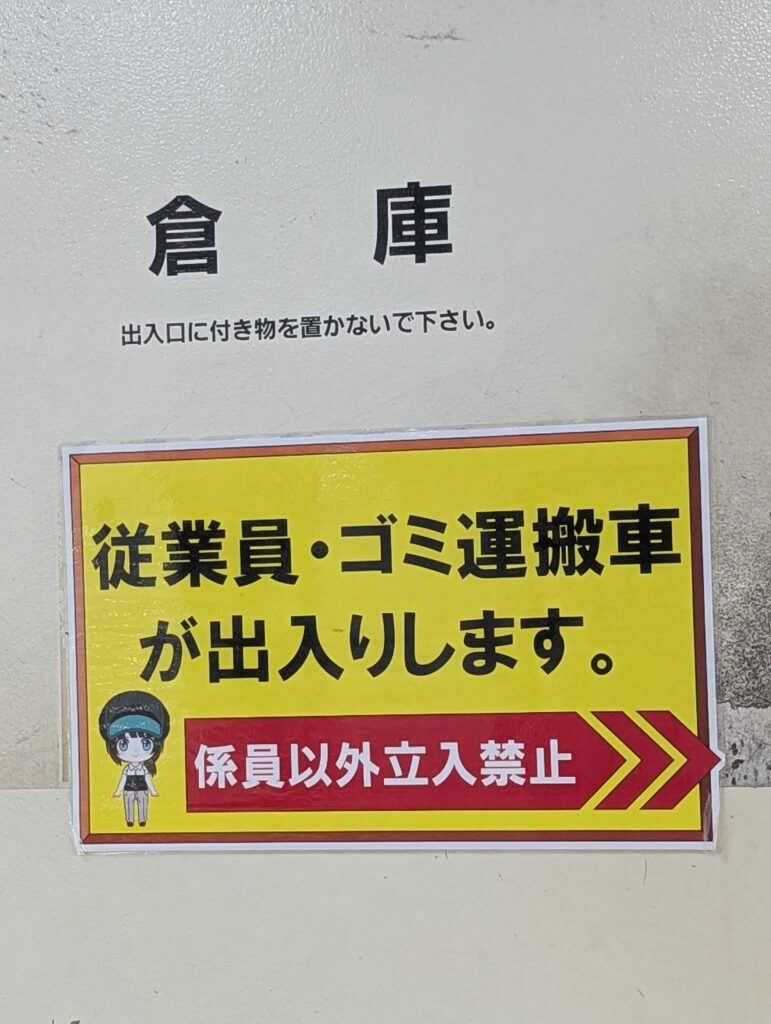 倉庫
出入口に付き物を置かないで下さい。
従業員・ゴミ運搬車
が出入りします。
係員以外立入禁止